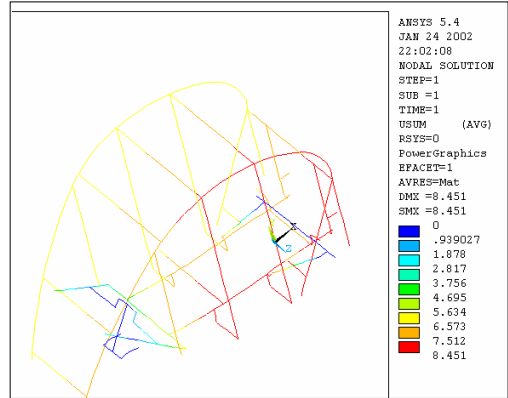 ANSYS 5.4
JAN 24 2002
22:02:08
NODAL SOLUTION
STEP=1
SUB =1
TIME=1
USUM (AVG)
RSYS=0
PowerGraphics
EFACET=1
AVRES=Mat
DMX =8.451
SMX =8.451
0
.939027
1.878
2.817
3.756
4.695
5.634
6.573
7.512
8.451
X
Z